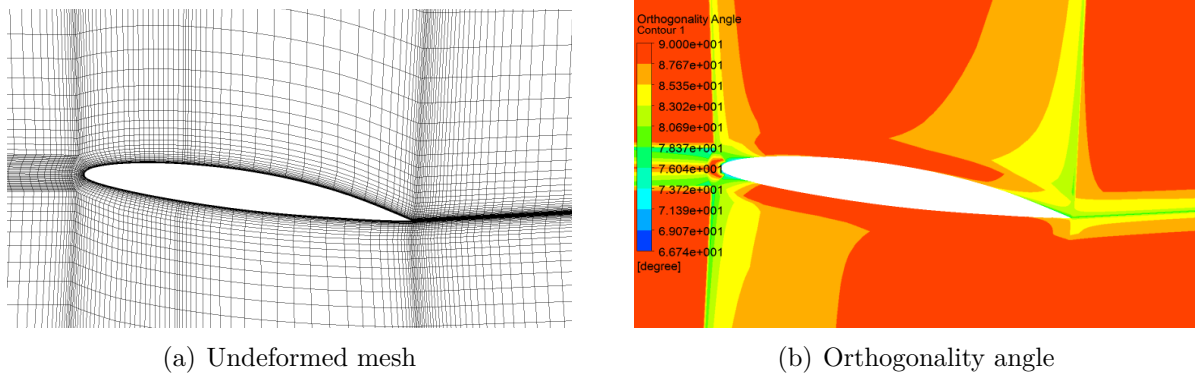 Orthogonality Angle
Contour 1
9.000e+001
8.767e+001
8.535e+001
8.302e+001
8.069e+001
7.837e+001
7.604e+001
7.372e+001
7.139e+001
6.907e+001
6.674e+001
[degree]
(a) Undeformed mesh
(b) Orthogonality angle